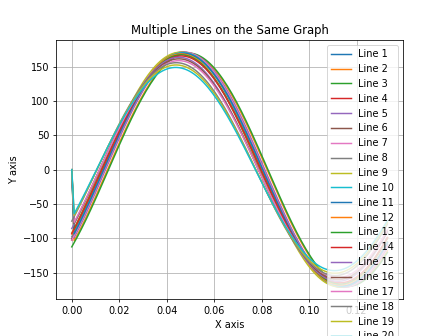 Multiple Lines on the Same Graph
Y axis
150
100
50
0
−50
−100
−150
0.00
0.02
0.04
0.06
0.08
0.10
X axis
Line 1
Line 2
Line 3
Line 4
Line 5
Line 6
Line 7
Line 8
Line 9
Line 10
Line 11
Line 12
Line 13
Line 14
Line 15
Line 16
Line 17
Line 18
Line 19
Line 20